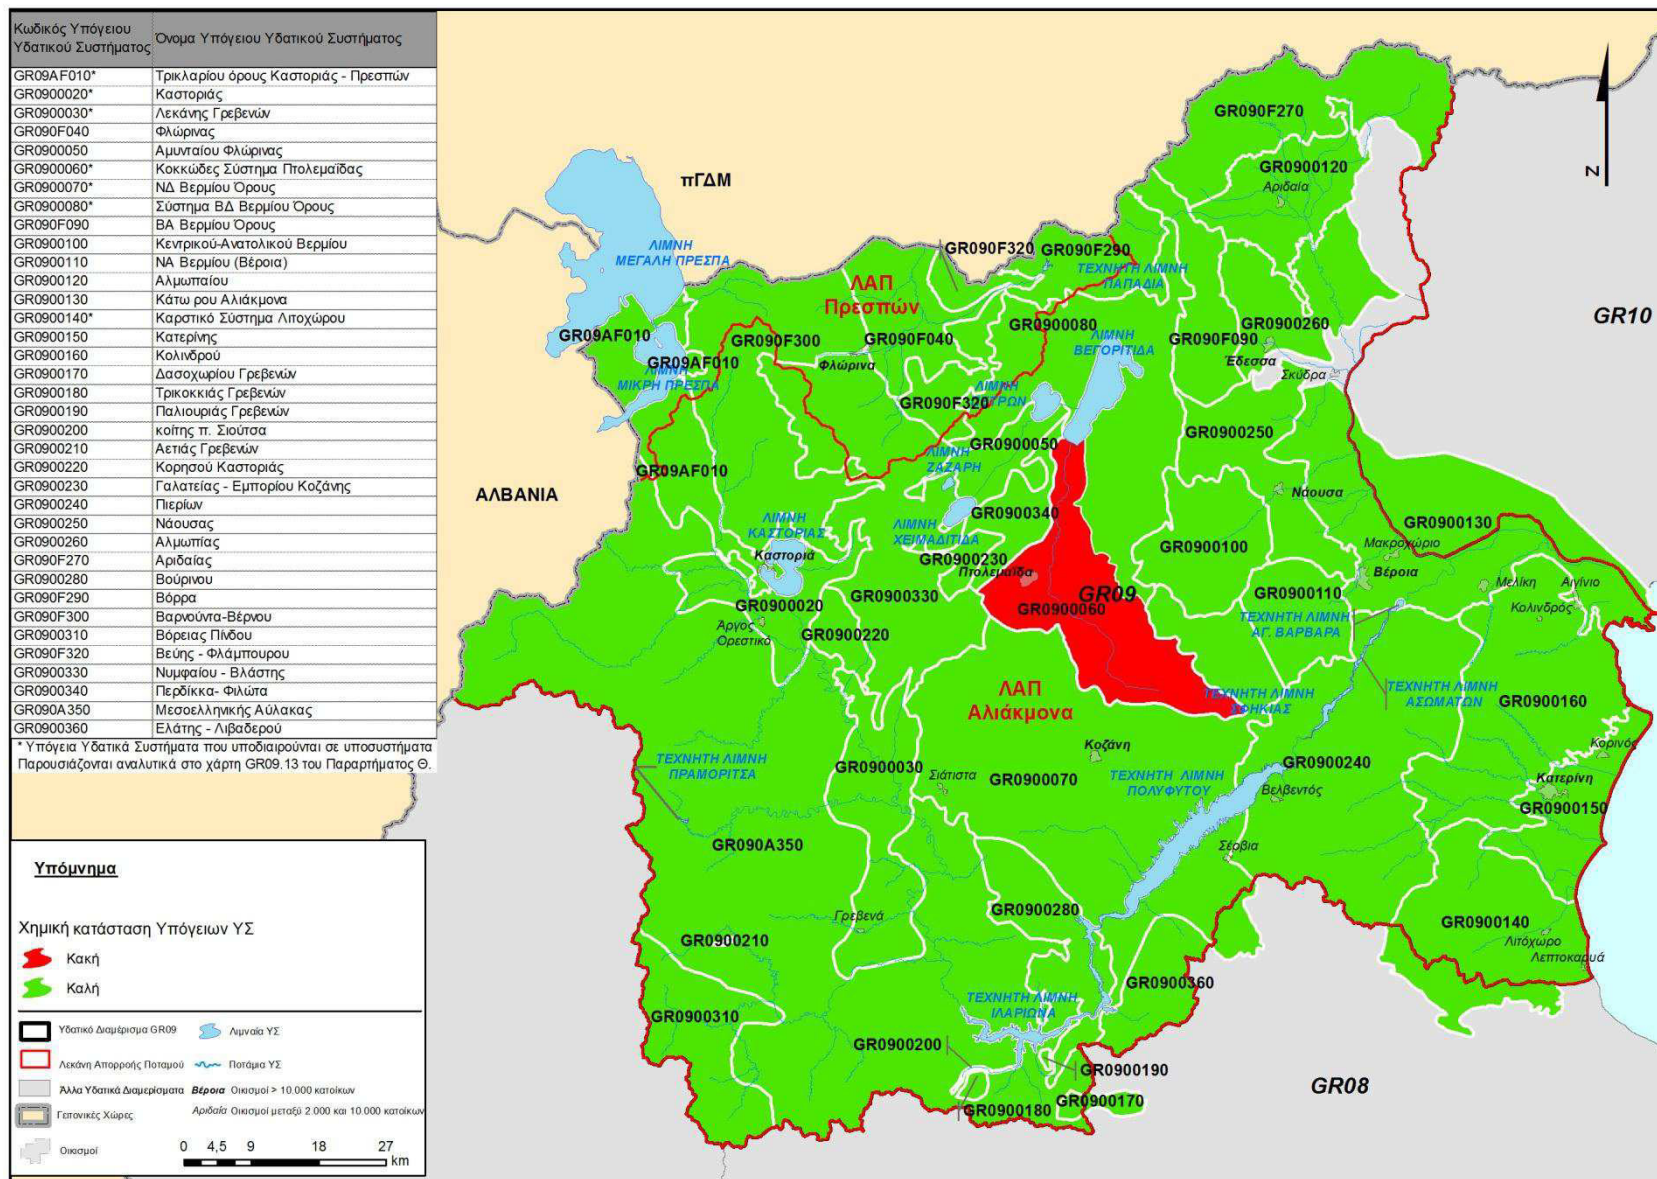 Κωδικός Υπόγειου Υδατικού Συστήματος Όνομα Υπόγειου Υδατικού Συστήματος
GR09AF010* Τρικλαρίου όρους Καστοριάς - Πρεσπών
GR0900020* Καστοριάς
GR0900030* Λεκάνης Γρεβενών
GR090F040 Φλώρινας
GR0900050 Αμυνταίου Φλώρινας
GR0900060* Κοκκώδες Σύστημα Πτολεμαΐδας
GR0900070* ΝΔ Βερμίου Όρους
GR0900080* Σύστημα ΒΔ Βερμίου Όρους
GR090F090 ΒΑ Βερμίου Όρους
GR0900100 Κεντρικού-Ανατολικού Βερμίου
GR0900110 ΝΑ Βερμίου (Βέροια)
GR0900120 Αλμωπαίου
GR0900130 Κάτω ρου Αλιάκμονα
GR0900140* Καρστικό Σύστημα Λιτοχώρου
GR0900150 Κατερίνης
GR0900160 Κολινδρού
GR0900170 Δασοχωρίου Γρεβενών
GR0900180 Τρικοκκιάς Γρεβενών
GR0900190 Παλιουριάς Γρεβενών
GR0900200 κοίτης π. Σιούτσα
GR0900210 Αετιάς Γρεβενών
GR0900220 Κορησού Καστοριάς
GR0900230 Γαλατείας - Εμπορίου Κοζάνης
GR0900240 Πιερίων
GR0900250 Νάουσας
GR0900260 Αλμωπίας
GR090F270 Αριδαίας
GR0900280 Βούρινου
GR090F290 Βόρρα
GR090F300 Βαρνούντα-Βέρνου
GR0900310 Βόρειας Πίνδου
GR090F320 Βεύης - Φλάμπουρου
GR0900330 Νυμφαίου - Βλάστης
GR0900340 Περδίκκα- Φιλώτα
GR090A350 Μεσοελληνικής Αύλακας
GR0900360 Ελάτης - Λιβαδερού
* Υπόγεια Υδατικά Συστήματα που υποδιαιρούνται σε υποσυστήματα
Παρουσιάζονται αναλυτικά στο χάρτη GR09.13 του Παραρτήματος Θ.
Υπόμνημα
Χημική κατάσταση Υπόγειων ΥΣ
Κακή
Καλή
Υδατικό Διαμέρισμα GR09 Λιμναία ΥΣ
Λεκάνη Απορροής Ποταμού Ποτάμια ΥΣ
Άλλα Υδατικά Διαμερίσματα Βέροια Οικισμοί > 10.000 κατοίκων
Γειτονικές Χώρες Αριδαία Οικισμοί μεταξύ 2.000 και 10.000 κατοίκων
Οικισμοί
0 4,5 9 18 27
km
πΓΔΜ
ΑΛΒΑΝΙΑ
GR10
GR08
GR09
N
ΛΑΠ
Πρεσπών
ΛΑΠ
Αλιάκμονα
GR090F270
GR0900120
Αριδαία
GR090F320
GR090F290
ΤΕΧΝΗΤΗ ΛΙΜΝΗ
ΠΑΠΑΔΙΑ
ΛΙΜΝΗ
ΜΕΓΑΛΗ ΠΡΕΣΠΑ
GR09AF010
GR09AF010
ΛΙΜΝΗ
ΜΙΚΡΗ ΠΡΕΣΠΑ
GR090F300
GR090F040
Φλώρινα
GR0900080
ΛΙΜΝΗ
ΒΕΓΟΡΙΤΙΔΑ
GR090F090
GR0900260
Έδεσσα
Σκύδρα
GR090F320
ΛΙΜΝΗ
GR0900050
GR0900250
GR09AF010
ΛΙΜΝΗ
ΖΑΖΑΡΗ
Νάουσα
ΛΙΜΝΗ
ΚΑΣΤΟΡΙΑΣ
Καστοριά
GR0900340
ΛΙΜΝΗ
ΧΕΙΜΑΔΙΤΙΔΑ
GR0900130
Μακροχώριο
GR0900100
GR0900230
Πτολεμαΐδα
GR0900330
GR0900060
Βέροια
Μελίκη
Αιγίνιο
Κολινδρός
GR0900110
GR0900020
Άργος
Ορεστικό
GR0900220
ΤΕΧΝΗΤΗ ΛΙΜΝΗ
ΑΓ. ΒΑΡΒΑΡΑ
ΤΕΧΝΗΤΗ ΛΙΜΝΗ
ΣΦΗΚΙΑΣ
ΤΕΧΝΗΤΗ ΛΙΜΝΗ
ΑΣΩΜΑΤΩΝ
GR0900160
Κοζάνη
Κορινός
ΤΕΧΝΗΤΗ ΛΙΜΝΗ
ΠΡΑΜΟΡΙΤΣΑ
GR0900030
Σιάτιστα
GR0900070
ΤΕΧΝΗΤΗ ΛΙΜΝΗ
ΠΟΛΥΦΥΤΟΥ
GR0900240
Βελβεντός
Κατερίνη
GR0900150
GR090A350
Σέρβια
Γρεβενά
GR0900280
GR0900210
GR0900140
Λιτόχωρο
Λεπτοκαρυά
GR0900360
ΤΕΧΝΗΤΗ ΛΙΜΝΗ
ΙΛΑΡΙΩΝΑ
GR0900310
GR0900200
GR0900190
GR0900180
GR0900170